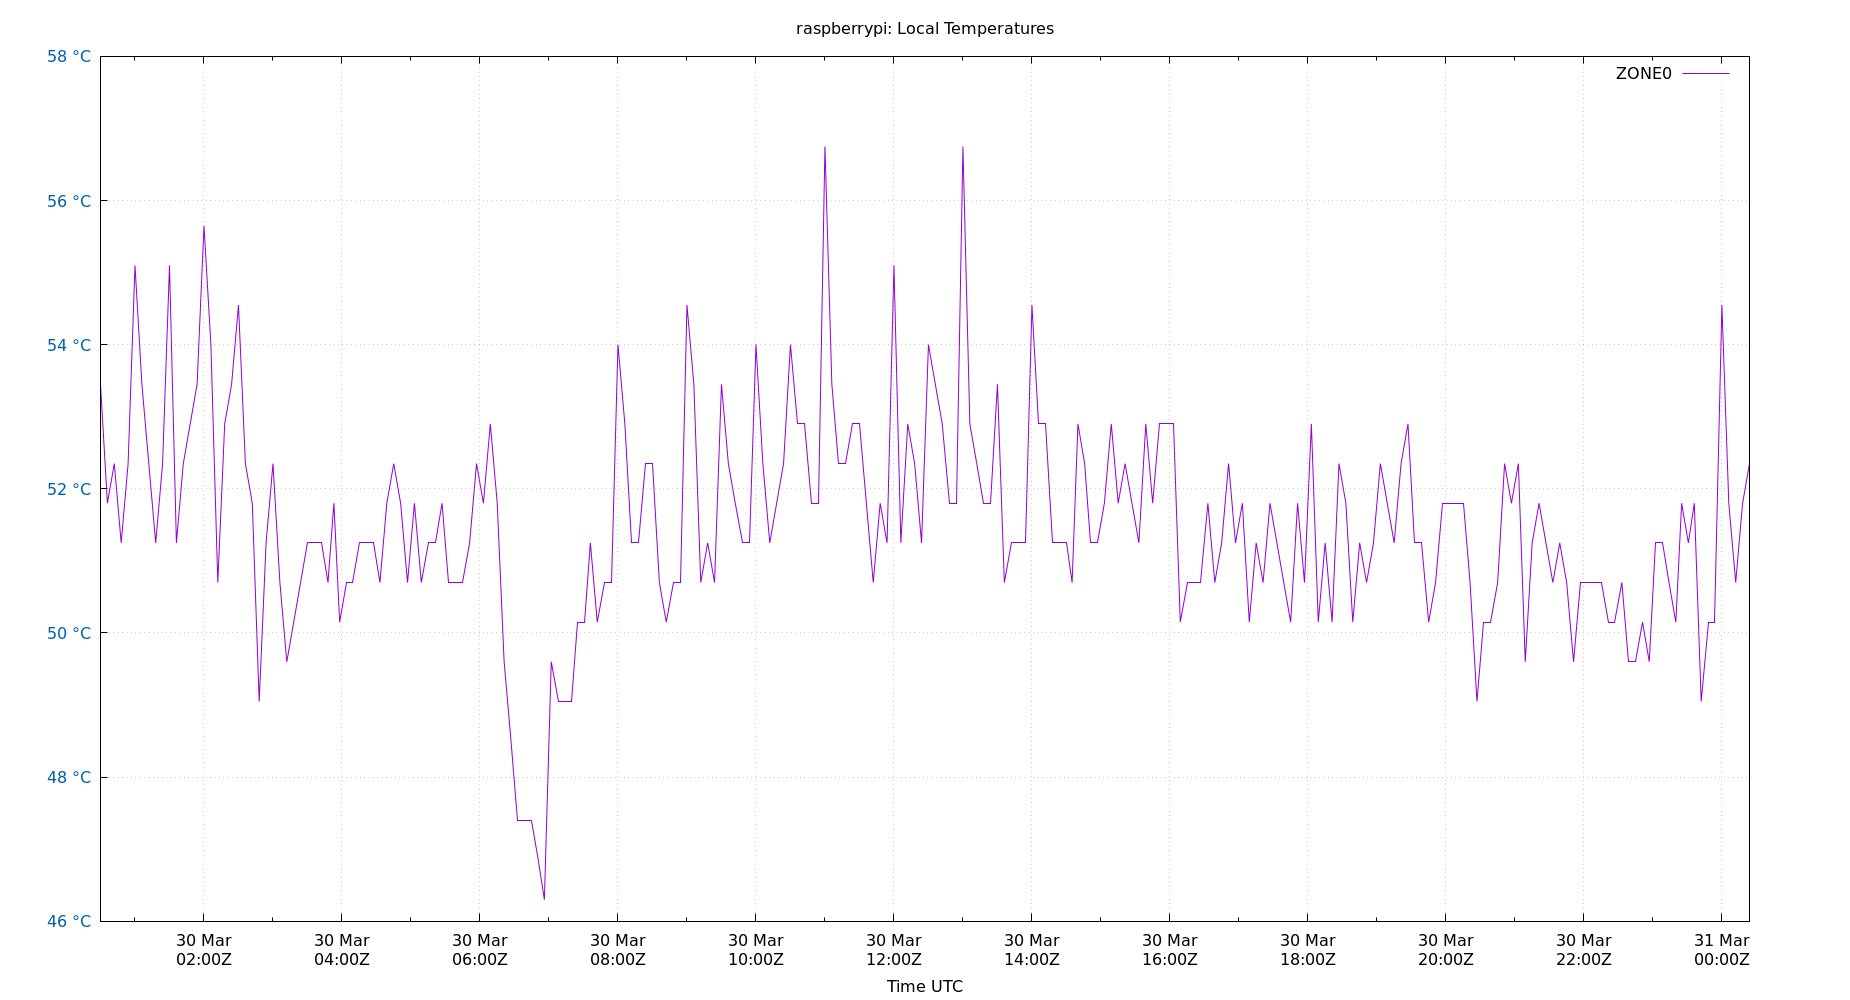 raspberrypi: Local Temperatures
58 °C
56 °C
54 °C
52 °C
50 °C
48 °C
46 °C
ZONE0
30 Mar 30 Mar 30 Mar 30 Mar 30 Mar 30 Mar 30 Mar 30 Mar 30 Mar 30 Mar 30 Mar 31 Mar
02:00Z 04:00Z 06:00Z 08:00Z 10:00Z 12:00Z 14:00Z 16:00Z 18:00Z 20:00Z 22:00Z 00:00Z
Time UTC